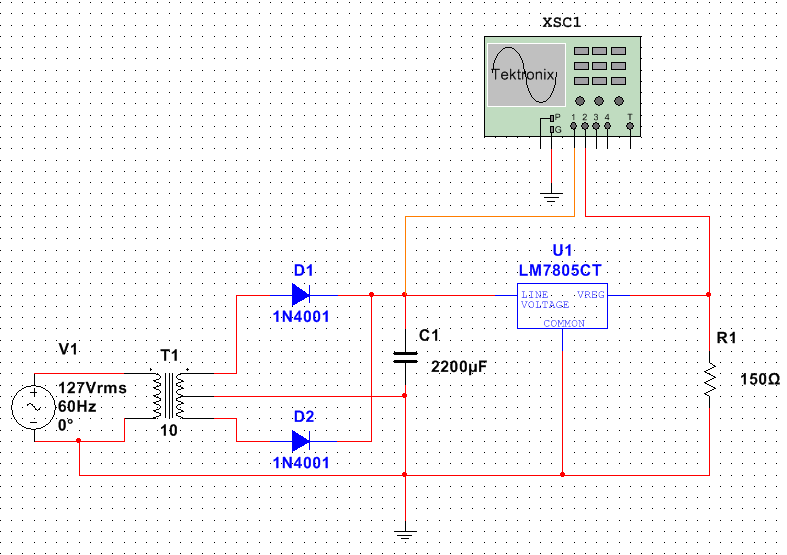 XSC1
Tektronix
P
G
1 2 3 4 T
U1
LM7805CT
LINE VREG
VOLTAGE
COMMON
D1
1N4001
C1
2200µF
R1
150Ω
V1
127Vrms
60Hz
0°
T1
10
D2
1N4001